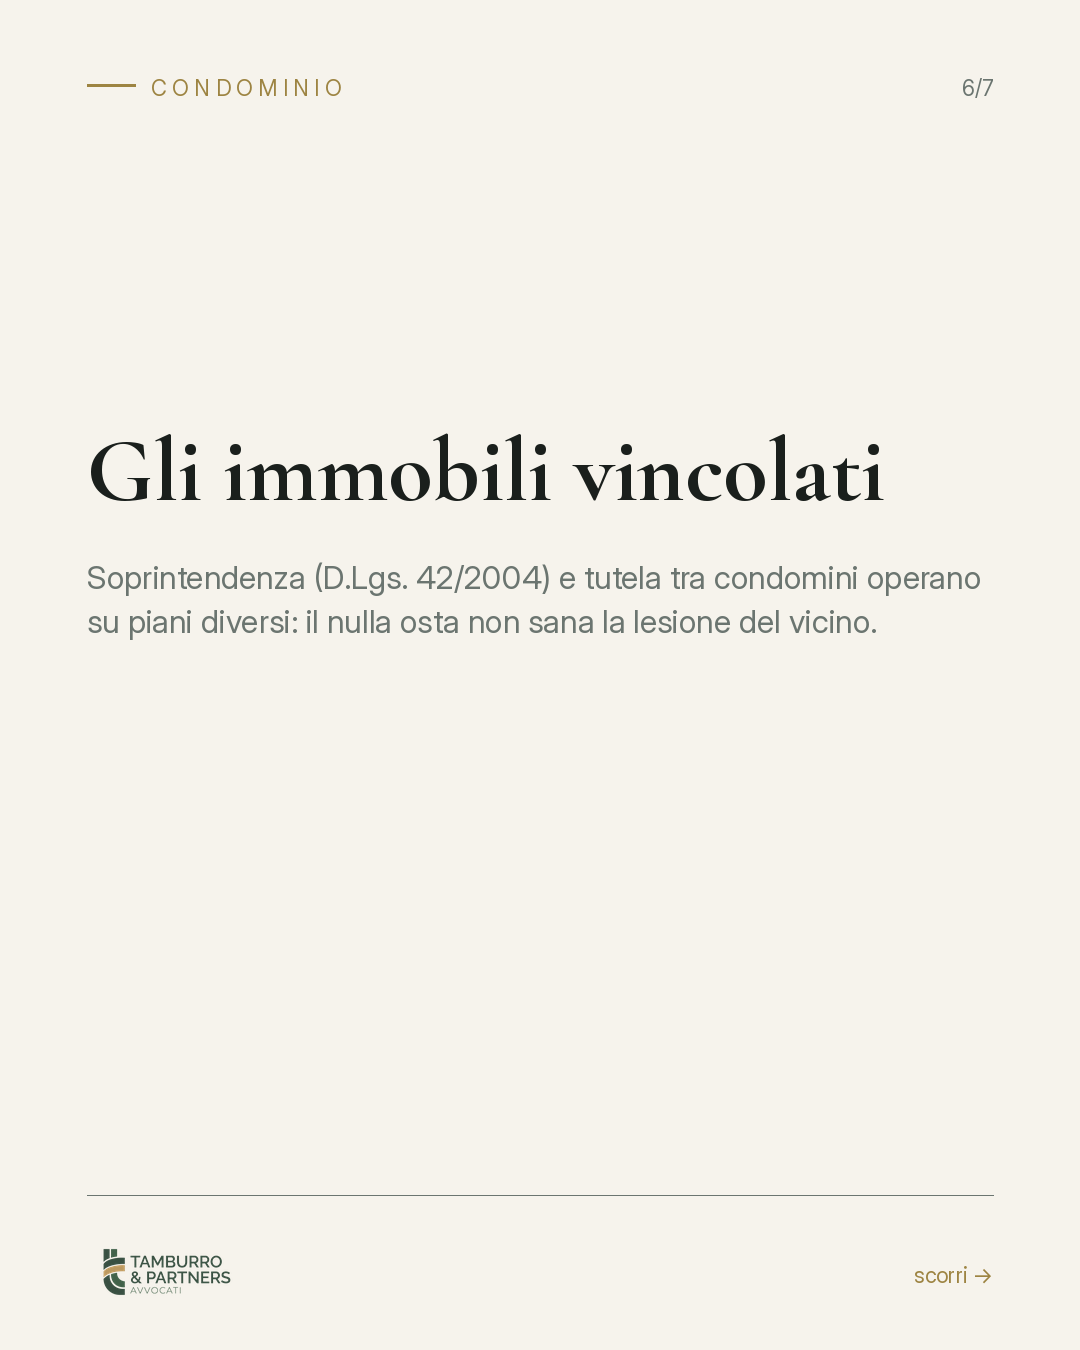 CONDOMINIO
6/7
Gli immobili vincolati
Soprintendenza (D.Lgs. 42/2004) e tutela tra condomini operano
su piani diversi: il nulla osta non sana la lesione del vicino.
TAMBURRO
& PARTNERS
AVVOCATI
scorri →